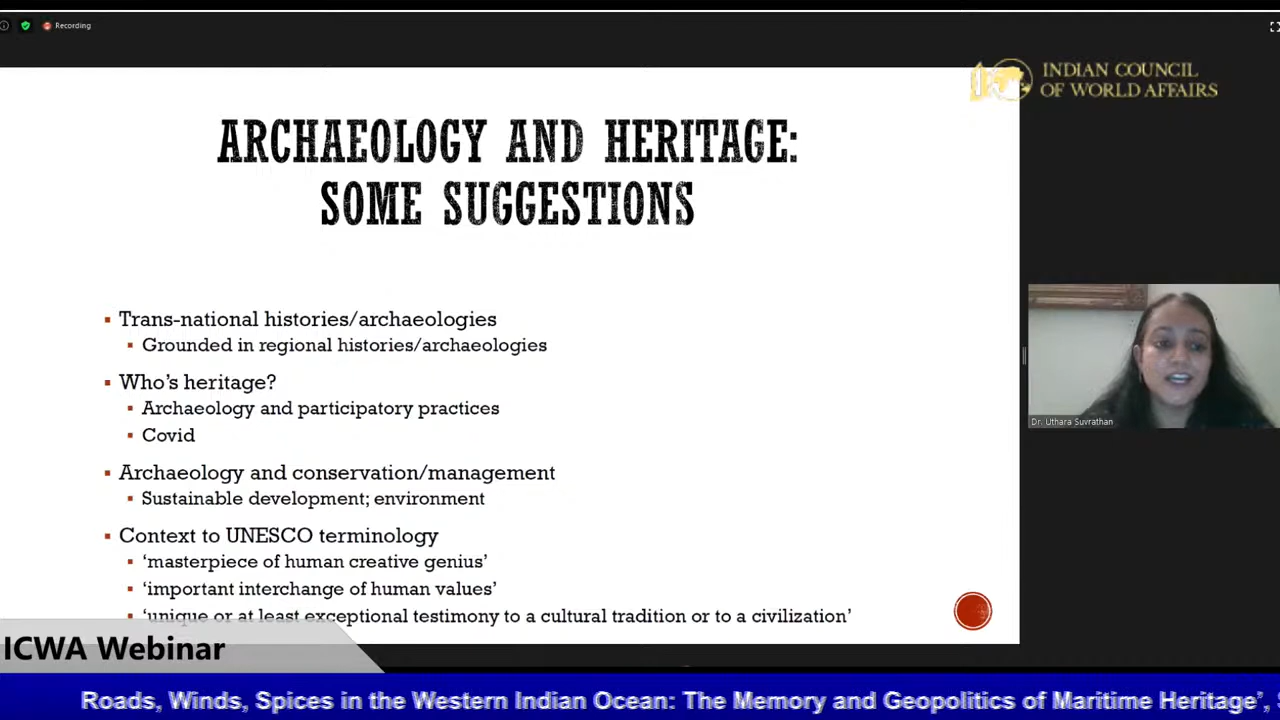 Recording
INDIAN COUNCIL
OF WORLD AFFAIRS
ARCHAEOLOGY AND HERITAGE:
SOME SUGGESTIONS
Trans-national histories/archaeologies
Grounded in regional histories/archaeologies
Who's heritage?
Archaeology and participatory practices
Covid
Archaeology and conservation/management
Sustainable development; environment
Context to UNESCO terminology
‘masterpiece of human creative genius’
‘important interchange of human values’
‘unique or at least exceptional testimony to a cultural tradition or to a civilization’
Dr. Uthara Suvrathan
ICWA Webinar
Roads, Winds, Spices in the Western Indian Ocean: The Memory and Geopolitics of Maritime Heritage’,